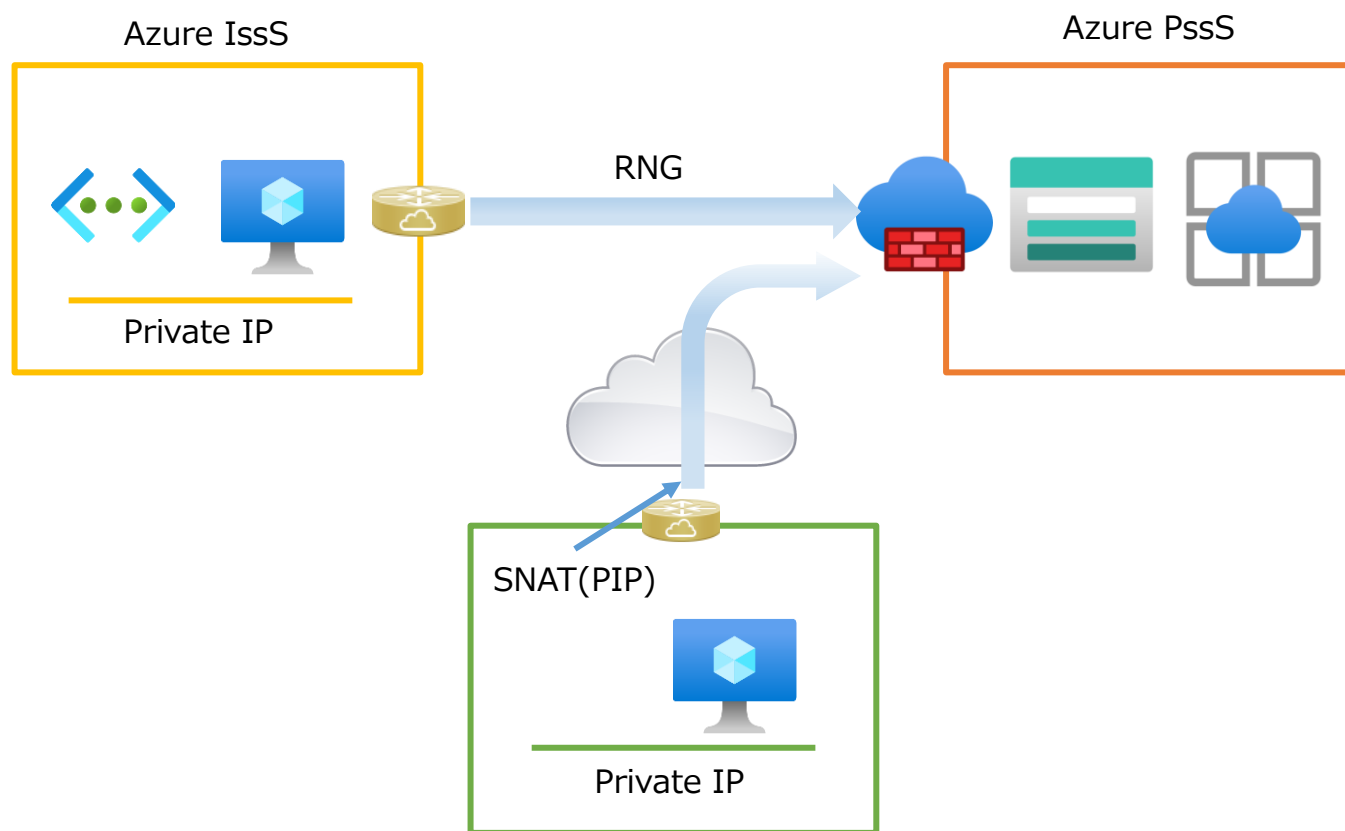 Azure IssS
Azure PssS
RNG
Private IP
SNAT(PIP)
Private IP